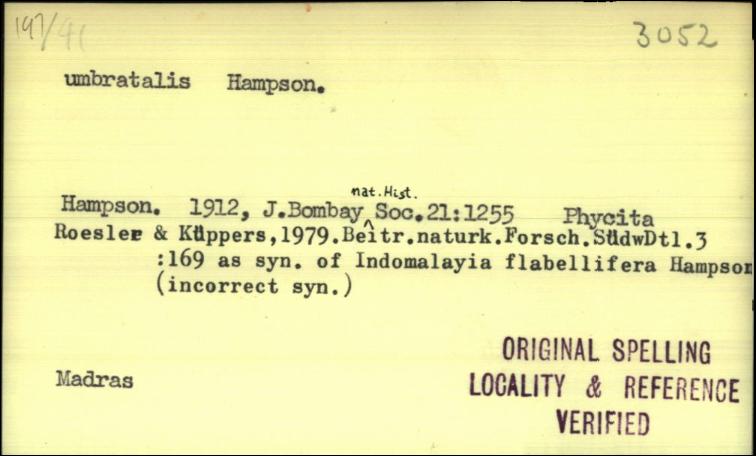 197/41 3052
umbratalis Hampson.
nat. Hist.
Hampson. 1912, J.Bombay ^ Soc.21:1255 Phycita
Roesler & Küppers,1979.Beitr.naturk.Forsch.SüdwDtl.3
:169 as syn. of Indomalayia flabellifera Hampson
(incorrect syn.)
ORIGINAL SPELLING
Madras LOCALITY & REFERENCE
VERIFIED